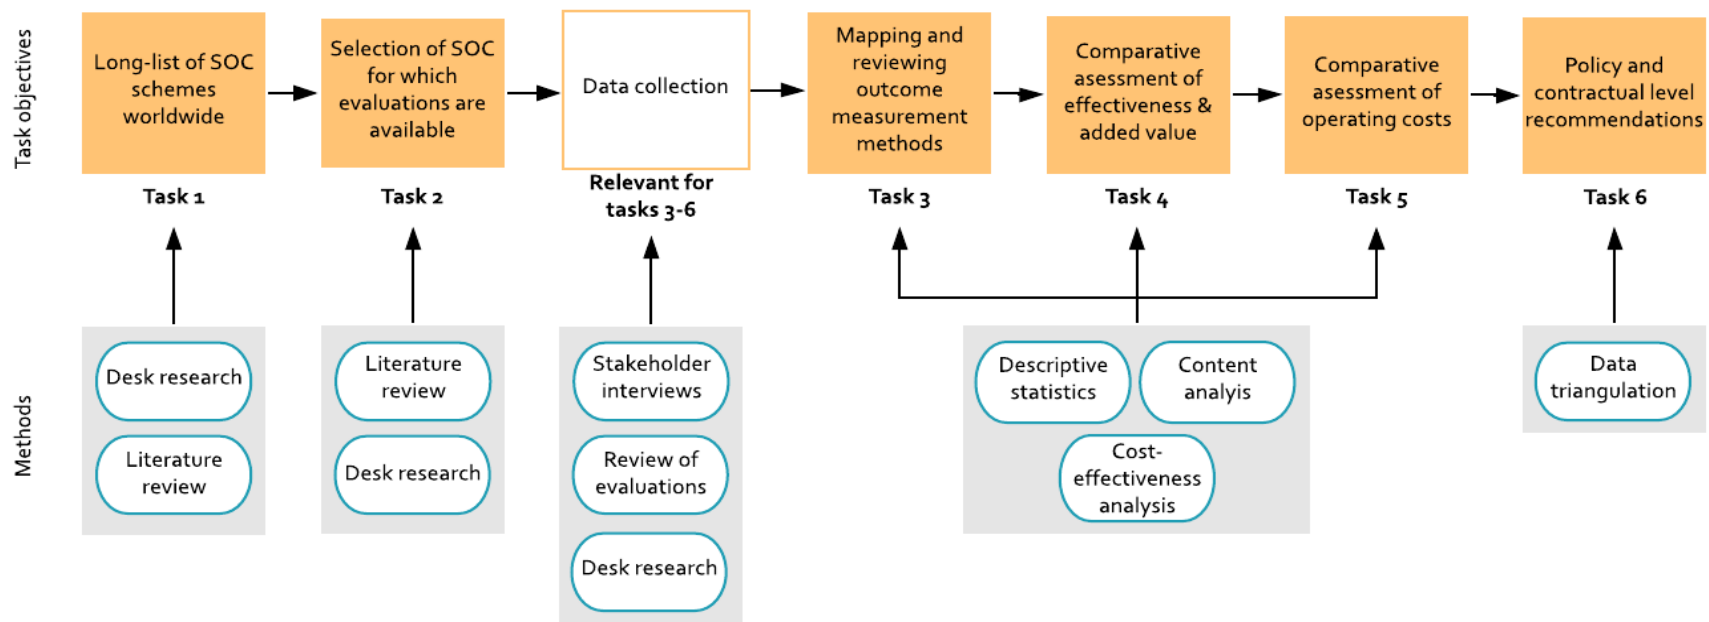 Task objectives
Long-list of SOC
schemes
worldwide
Selection of SOC
for which
evaluations are
available
Data collection
Mapping and
reviewing
outcome
measurement
methods
Comparative
asessment of
effectiveness &
added value
Comparative
asessment of
operating costs
Policy and
contractual level
recommendations
Task 1
Task 2
Relevant for
tasks 3-6
Task 3
Task 4
Task 5
Task 6
Methods
Desk research
Literature
review
Literature
review
Desk research
Stakeholder
interviews
Review of
evaluations
Desk research
Descriptive
statistics
Content
analyis
Cost-
effectiveness
analysis
Data
triangulation